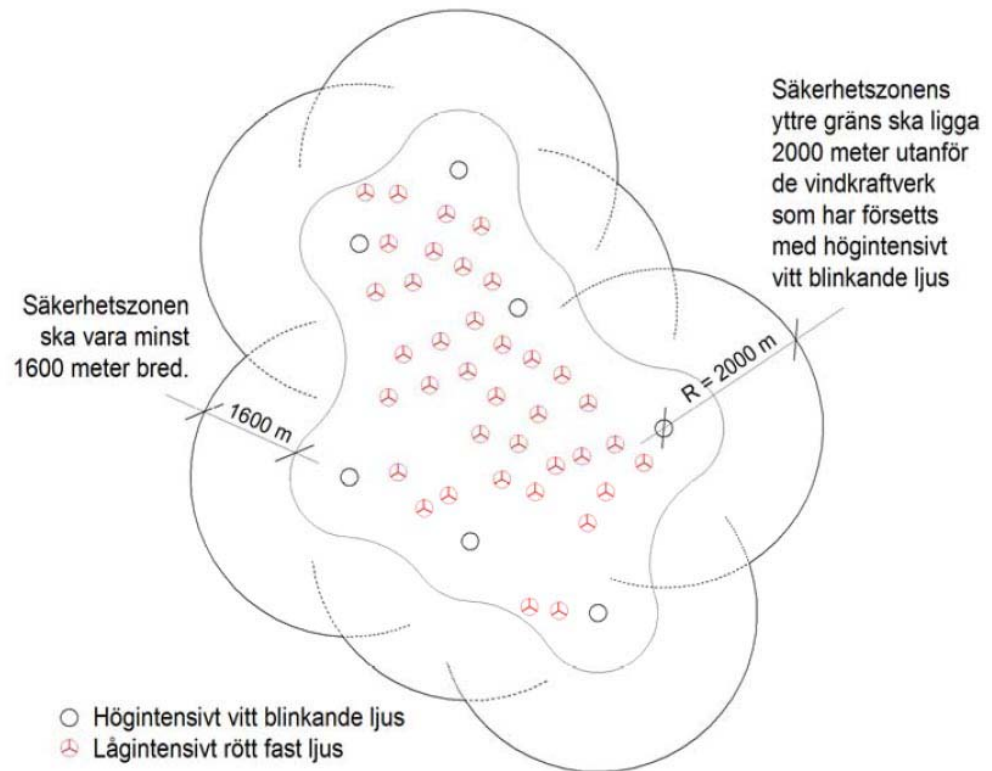 Säkerhetszonens
yttre gräns ska ligga
2000 meter utanför
de vindkraftverk
som har försetts
med högintensivt
vitt blinkande ljus
Säkerhetszonen
ska vara minst
1600 meter bred.
R = 2000 m
1600 m
Högintensivt vitt blinkande ljus
Lågintensivt rött fast ljus